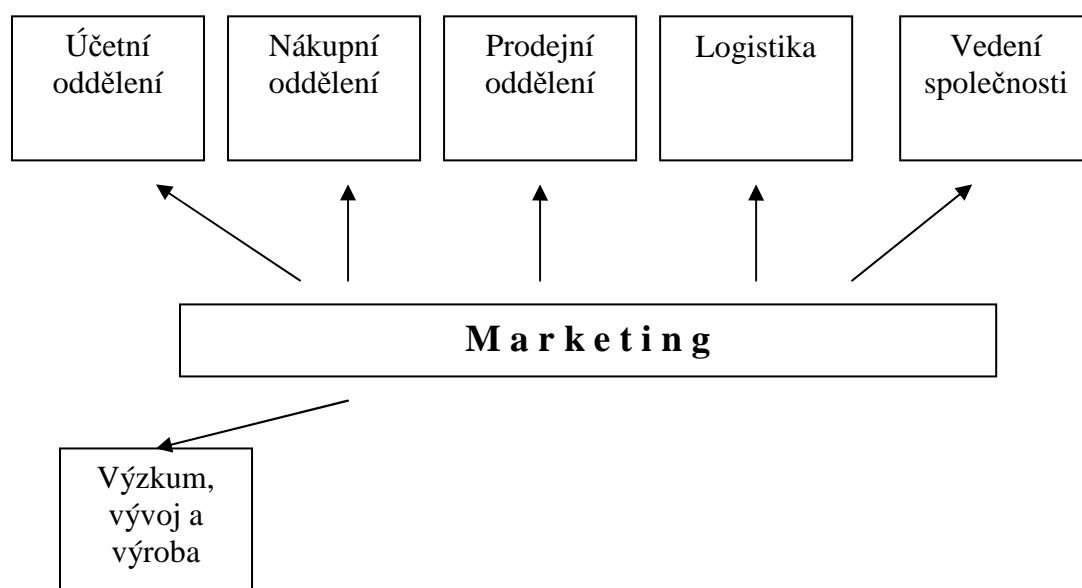 Účetní
oddělení
Nákupní
oddělení
Prodejní
oddělení
Logistika
Vedení
společnosti
M a r k e t i n g
Výzkum,
vývoj a
výroba